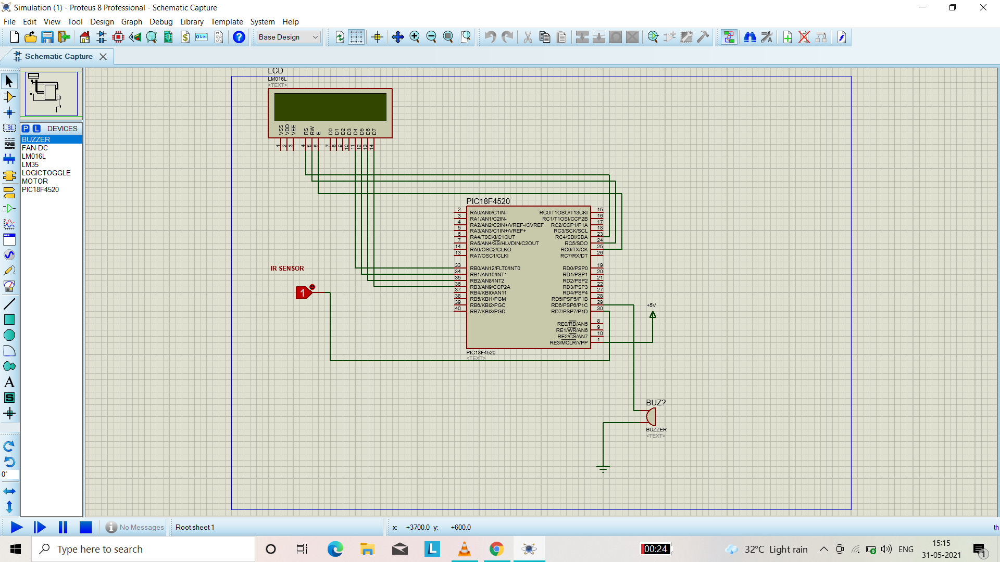 Simulation (1) - Proteus 8 Professional - Schematic Capture
File Edit View Tool Design Graph Debug Library Template System Help
Base Design
Schematic Capture
P L DEVICES
BUZZER
FAN-DC
LM016L
LM35
LOGICTOGGLE
MOTOR
PIC18F4520
LBL
A
S
0°
LCD
LM016L
<TEXT>
VSS VDD VEE RS RW E D0 D1 D2 D3 D4 D5 D6 D7
1 2 3 4 5 6 7 8 9 10 11 12 13 14
PIC18F4520
2 RA0/AN0/C1IN- RC0/T1OSO/T13CKI 15
3 RA1/AN1/C2IN- RC1/T1OSI/CCP2B 16
4 RA2/AN2/C2IN+/VREF-/CVREF RC2/CCP1/P1A 17
5 RA3/AN3/C1IN+/VREF+ RC3/SCK/SCL 18
6 RA4/T0CKI/C1OUT RC4/SDI/SDA 23
7 RA5/AN4/SS/HLVDIN/C2OUT RC5/SDO 24
14 RA6/OSC2/CLKO RC6/TX/CK 25
13 RA7/OSC1/CLKI RC7/RX/DT 26
33 RB0/AN12/FLT0/INT0 RD0/PSP0 19
34 RB1/AN10/INT1 RD1/PSP1 20
35 RB2/AN8/INT2 RD2/PSP2 21
36 RB3/AN9/CCP2A RD3/PSP3 22
37 RB4/KBI0/AN11 RD4/PSP4 27
38 RB5/KBI1/PGM RD5/PSP5/P1B 28
39 RB6/KBI2/PGC RD6/PSP6/P1C 29
40 RB7/KBI3/PGD RD7/PSP7/P1D 30
RE0/RD/AN5 8
RE1/WR/AN6 9
RE2/CS/AN7 10
RE3/MCLR/VPP 1
PIC18F4520
<TEXT>
IR SENSOR
1
+5V
BUZ?
BUZZER
<TEXT>
No Messages
Root sheet 1
x: +3700.0 y: +600.0
th
Type here to search
L
00:24
32°C Light rain
ENG
15:15
31-05-2021
1